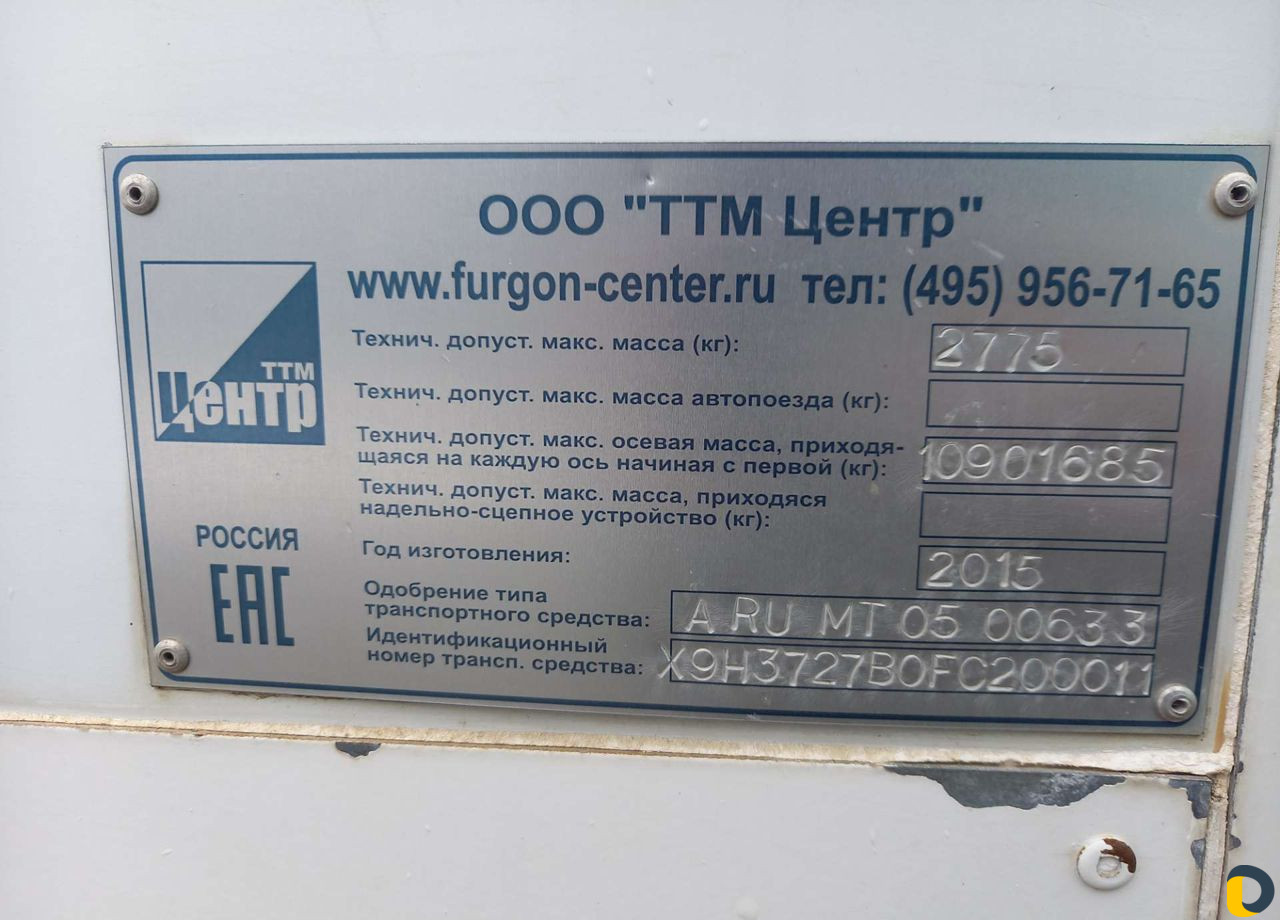 ООО "ТТМ Центр"
www.furgon-center.ru тел: (495) 956-71-65
ТТМ
Центр
Технич. допуст. макс. масса (кг): 2775
Технич. допуст. макс. масса автопоезда (кг):
Технич. допуст. макс. осевая масса, приходя-
щаяся на каждую ось начиная с первой (кг): 10901685
Технич. допуст. макс. масса, приходяся
надельно-сцепное устройство (кг):
РОССИЯ
ЕАС
Год изготовления: 2015
Одобрение типа
транспортного средства: A RU MT 05 00633
Идентификационный
номер трансп. средства: X9H3727B0FC200011